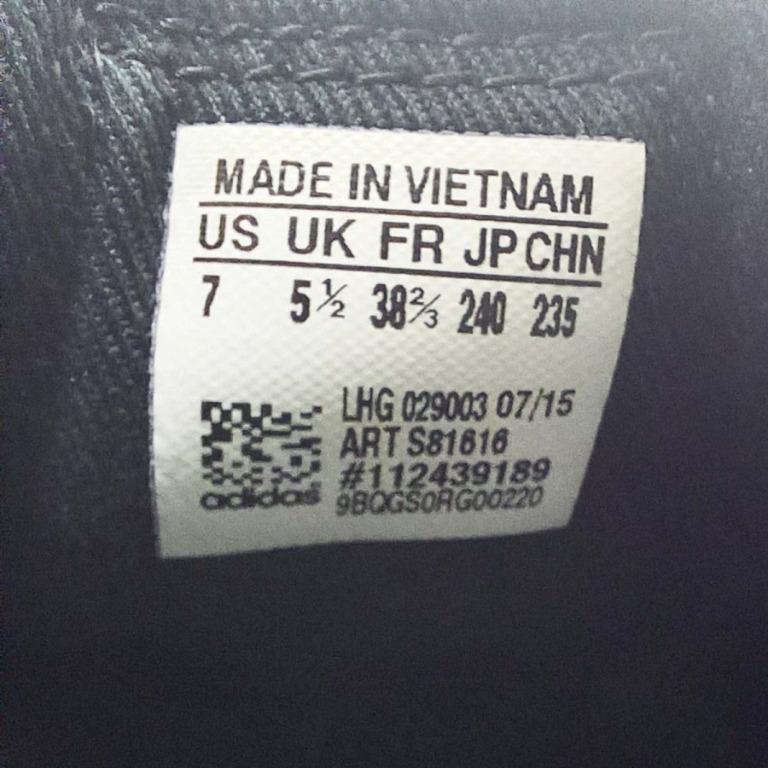 MADE IN VIETNAM
US UK FR JP CHN
7 5½ 38⅔ 240 235
LHG 029003 07/15
ART S81616
#112439189
adidas 9BQGS0RG00220